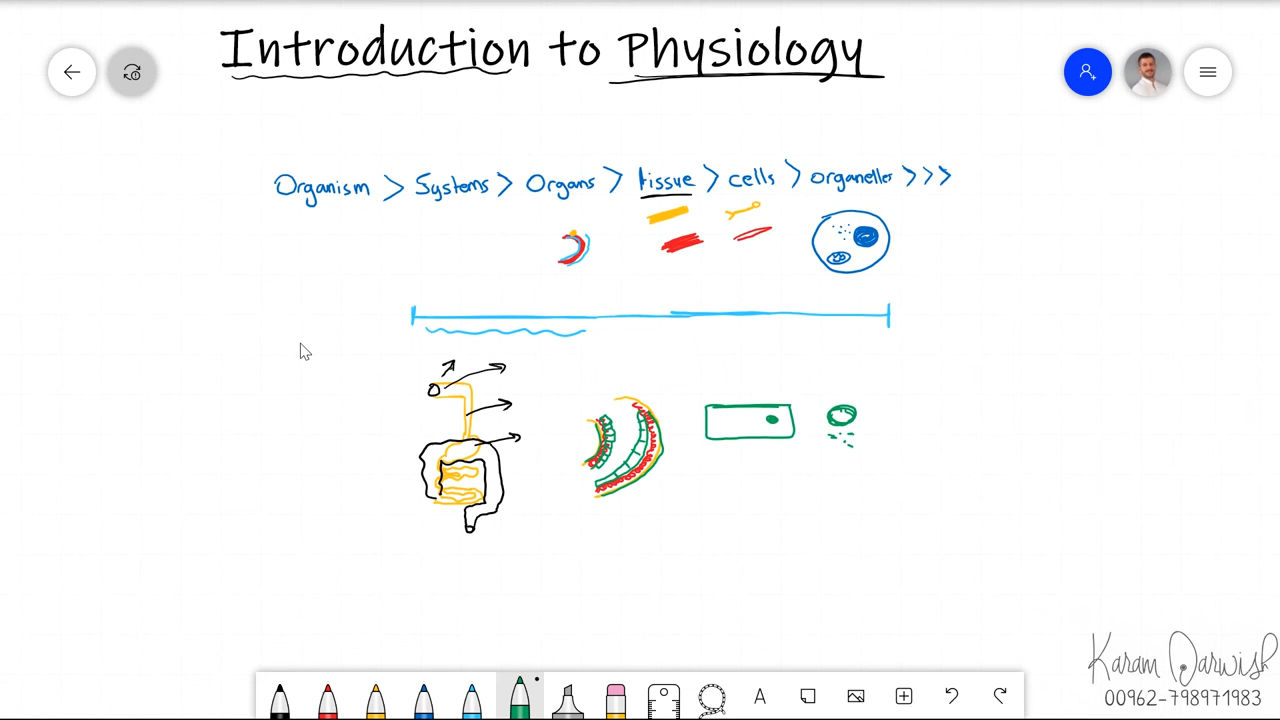 Introduction to Physiology
Organism > Systems > Organs > tissue > cells > organelles >>>
A
Karam Darwish
00962-798971983